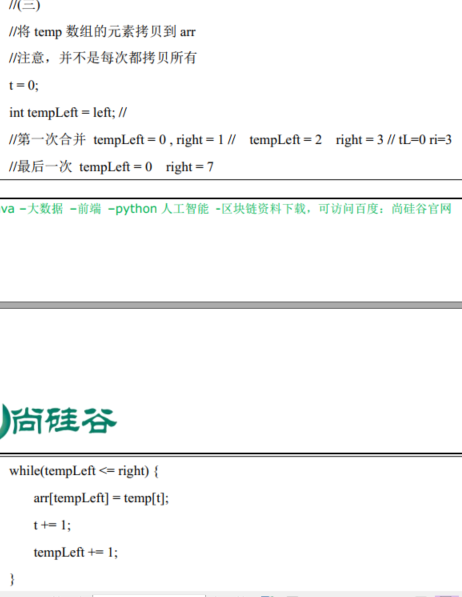 //(三)
//将 temp 数组的元素拷贝到 arr
//注意，并不是每次都拷贝所有
t = 0;
int tempLeft = left; //
//第一次合并 tempLeft = 0 , right = 1 // tempLeft = 2 right = 3 // tL=0 ri=3
//最后一次 tempLeft = 0 right = 7
va –大数据 –前端 –python 人工智能 -区块链资料下载，可访问百度：尚硅谷官网
尚硅谷
while(tempLeft <= right) {
arr[tempLeft] = temp[t];
t += 1;
tempLeft += 1;
}